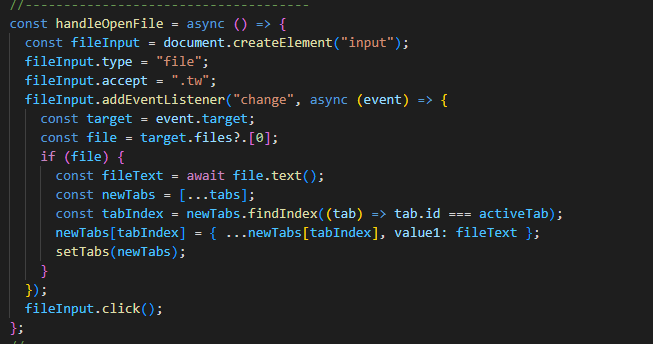 //-------------------------------------
const handleOpenFile = async () => {
  const fileInput = document.createElement("input");
  fileInput.type = "file";
  fileInput.accept = ".tw";
  fileInput.addEventListener("change", async (event) => {
    const target = event.target;
    const file = target.files?.[0];
    if (file) {
      const fileText = await file.text();
      const newTabs = [...tabs];
      const tabIndex = newTabs.findIndex((tab) => tab.id === activeTab);
      newTabs[tabIndex] = { ...newTabs[tabIndex], value1: fileText };
      setTabs(newTabs);
    }
  });
  fileInput.click();
};